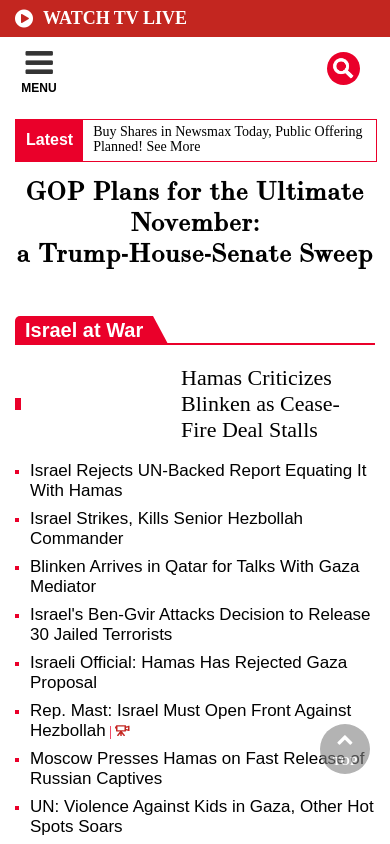 WATCH TV LIVE
MENU
Latest
Buy Shares in Newsmax Today, Public Offering
Planned! See More
GOP Plans for the Ultimate
November:
a Trump-House-Senate Sweep
Israel at War
Hamas Criticizes
Blinken as Cease-
Fire Deal Stalls
Israel Rejects UN-Backed Report Equating It
With Hamas
Israel Strikes, Kills Senior Hezbollah
Commander
Blinken Arrives in Qatar for Talks With Gaza
Mediator
Israel's Ben-Gvir Attacks Decision to Release
30 Jailed Terrorists
Israeli Official: Hamas Has Rejected Gaza
Proposal
Rep. Mast: Israel Must Open Front Against
Hezbollah |
Moscow Presses Hamas on Fast Release of
Russian Captives
TOP
UN: Violence Against Kids in Gaza, Other Hot
Spots Soars